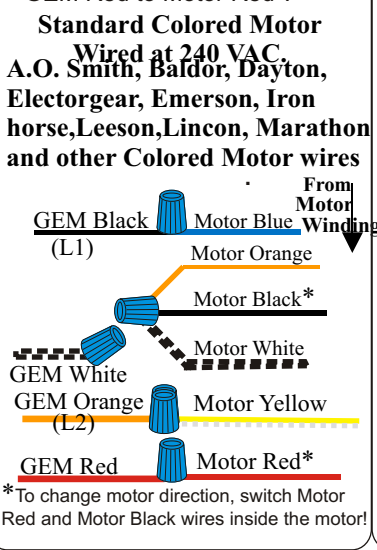 Standard Colored Motor
Wired at 240 VAC.
A.O. Smith, Baldor, Dayton,
Electorgear, Emerson, Iron
horse,Leeson,Lincon, Marathon
and other Colored Motor wires
From
Motor
Winding
GEM Black
(L1)
Motor Blue
Motor Orange
Motor Black*
Motor White
GEM White
GEM Orange
(L2)
Motor Yellow
GEM Red
Motor Red*
*To change motor direction, switch Motor
Red and Motor Black wires inside the motor!